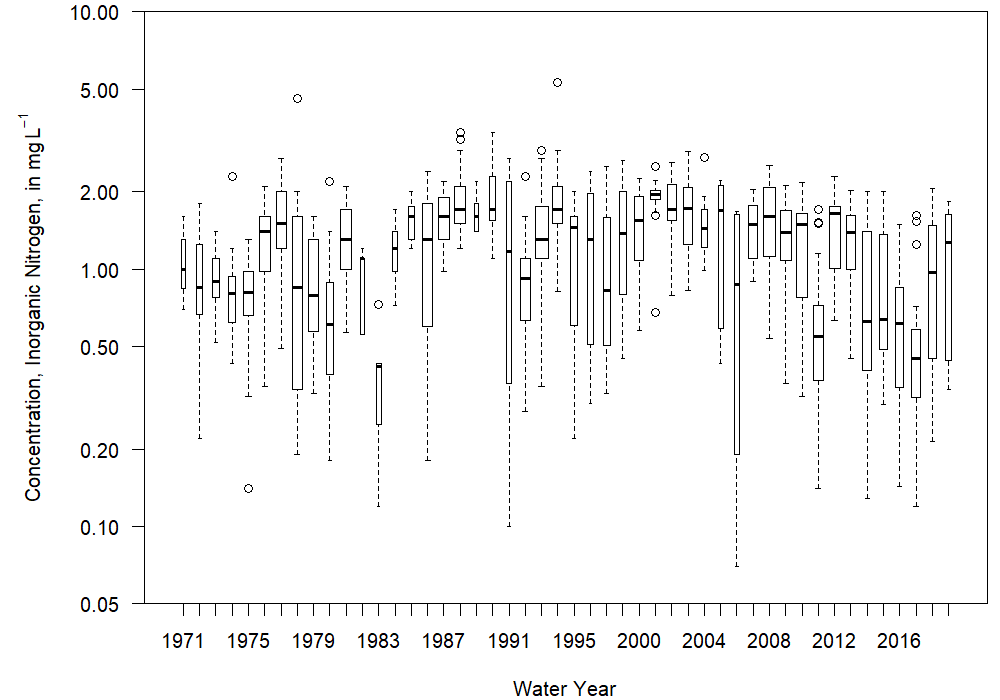 10.00
5.00
2.00
1.00
0.50
0.20
0.10
0.05
Concentration, Inorganic Nitrogen, in mg L⁻¹
1971 1975 1979 1983 1987 1991 1995 2000 2004 2008 2012 2016
Water Year